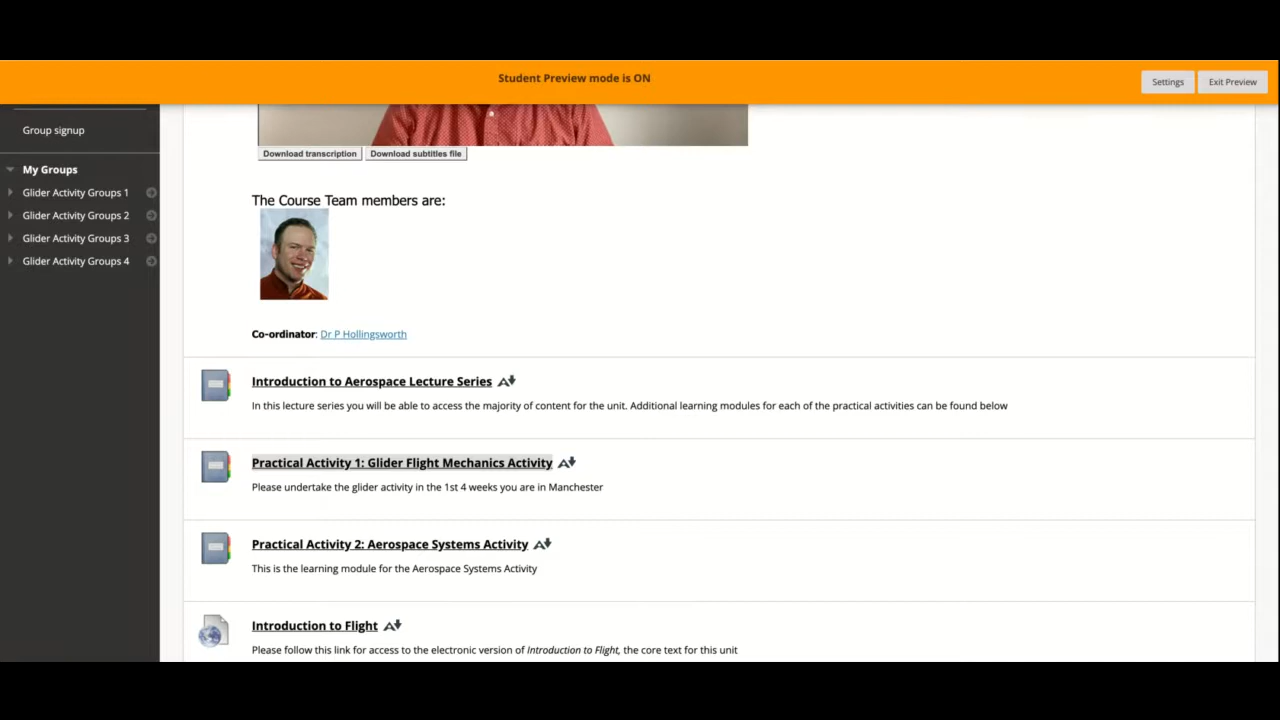 Student Preview mode is ON
Settings
Exit Preview
Group signup
My Groups
Glider Activity Groups 1
Glider Activity Groups 2
Glider Activity Groups 3
Glider Activity Groups 4
Download transcription
Download subtitles file
The Course Team members are:
Co-ordinator: Dr P Hollingsworth
Introduction to Aerospace Lecture Series
In this lecture series you will be able to access the majority of content for the unit. Additional learning modules for each of the practical activities can be found below
Practical Activity 1: Glider Flight Mechanics Activity
Please undertake the glider activity in the 1st 4 weeks you are in Manchester
Practical Activity 2: Aerospace Systems Activity
This is the learning module for the Aerospace Systems Activity
Introduction to Flight
Please follow this link for access to the electronic version of Introduction to Flight, the core text for this unit